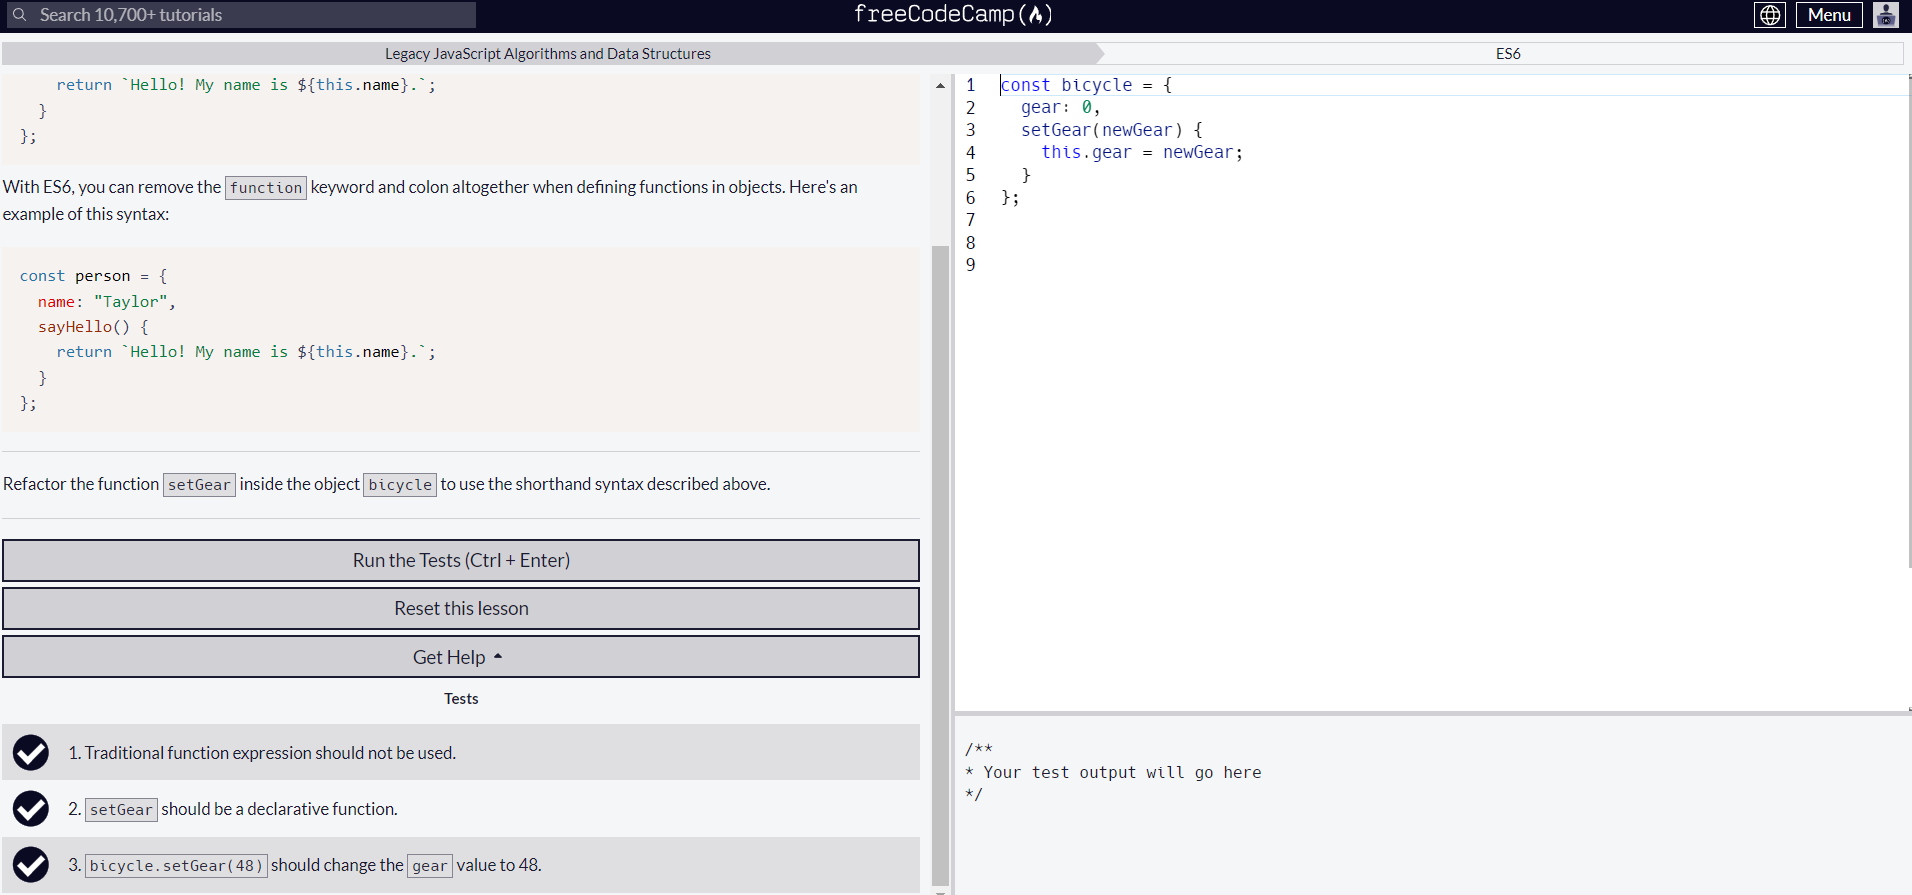 Search 10,700+ tutorials
freeCodeCamp
Menu
Legacy JavaScript Algorithms and Data Structures
ES6
return `Hello! My name is ${this.name}.`;
}
};
With ES6, you can remove the function keyword and colon altogether when defining functions in objects. Here's an
example of this syntax:
const person = {
name: "Taylor",
sayHello() {
return `Hello! My name is ${this.name}.`;
}
};
Refactor the function setGear inside the object bicycle to use the shorthand syntax described above.
Run the Tests (Ctrl + Enter)
Reset this lesson
Get Help
Tests
1. Traditional function expression should not be used.
2. setGear should be a declarative function.
3. bicycle.setGear(48) should change the gear value to 48.
1 const bicycle = {
2 gear: 0,
3 setGear(newGear) {
4 this.gear = newGear;
5 }
6 };
7
8
9
/**
* Your test output will go here
*/